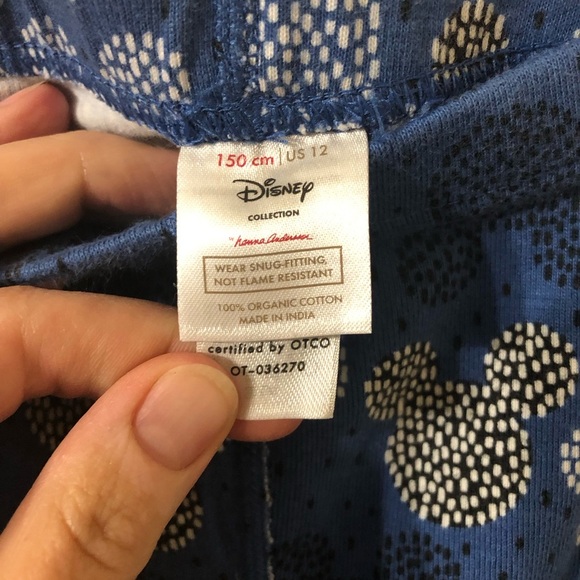 150 cm | US 12
Disney
COLLECTION
by hanna andersson
WEAR SNUG-FITTING,
NOT FLAME RESISTANT
100% ORGANIC COTTON
MADE IN INDIA
certified by OTCO
OT-036270